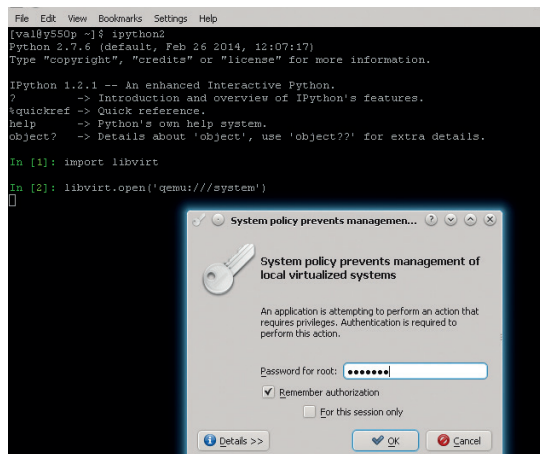 File Edit View Bookmarks Settings Help
[val@y550p ~]$ ipython2
Python 2.7.6 (default, Feb 26 2014, 12:07:17)
Type "copyright", "credits" or "license" for more information.
IPython 1.2.1 -- An enhanced Interactive Python.
?         -> Introduction and overview of IPython's features.
%quickref -> Quick reference.
help      -> Python's own help system.
object?   -> Details about 'object', use 'object??' for extra details.
In [1]: import libvirt
In [2]: libvirt.open('qemu:///system')
System policy prevents managemen...
System policy prevents management of
local virtualized systems
An application is attempting to perform an action that
requires privileges. Authentication is required to
perform this action.
Password for root: •••••••
Remember authorization
For this session only
Details >> OK Cancel